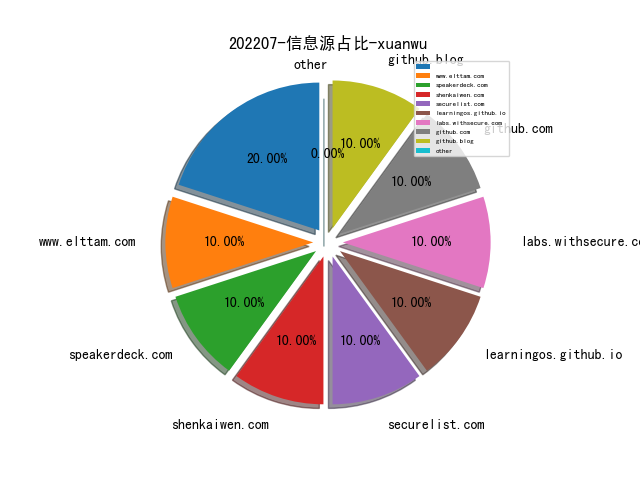 202207-信息源占比-xuanwu
other
github.blog
www.elttam.com
speakerdeck.com
shenkaiwen.com
securelist.com
learningos.github.io
labs.withsecure.com
github.com
github.blog
other
github.com
20.00%
0.00%
10.00%
10.00%
www.elttam.com
10.00%
10.00%
labs.withsecure.co
10.00%
10.00%
10.00%
10.00%
speakerdeck.com
learningos.github.io
shenkaiwen.com
securelist.com